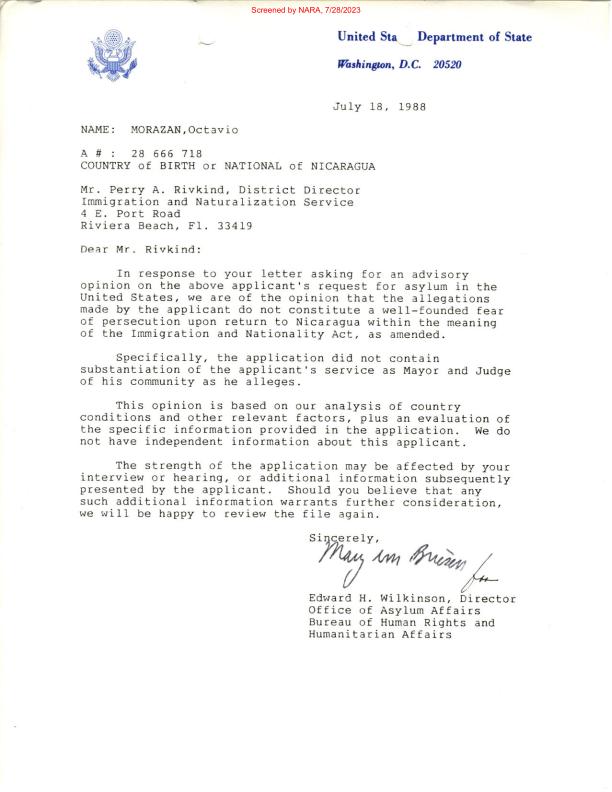 Screened by NARA, 7/28/2023
United Sta Department of State
Washington, D.C. 20520
July 18, 1988
NAME: MORAZAN,Octavio
A # : 28 666 718
COUNTRY of BIRTH or NATIONAL of NICARAGUA
Mr. Perry A. Rivkind, District Director
Immigration and Naturalization Service
4 E. Port Road
Riviera Beach, Fl. 33419
Dear Mr. Rivkind:
In response to your letter asking for an advisory
opinion on the above applicant's request for asylum in the
United States, we are of the opinion that the allegations
made by the applicant do not constitute a well-founded fear
of persecution upon return to Nicaragua within the meaning
of the Immigration and Nationality Act, as amended.
Specifically, the application did not contain
substantiation of the applicant's service as Mayor and Judge
of his community as he alleges.
This opinion is based on our analysis of country
conditions and other relevant factors, plus an evaluation of
the specific information provided in the application. We do
not have independent information about this applicant.
The strength of the application may be affected by your
interview or hearing, or additional information subsequently
presented by the applicant. Should you believe that any
such additional information warrants further consideration,
we will be happy to review the file again.
Sincerely,
Mary for
Edward H. Wilkinson, Director
Office of Asylum Affairs
Bureau of Human Rights and
Humanitarian Affairs